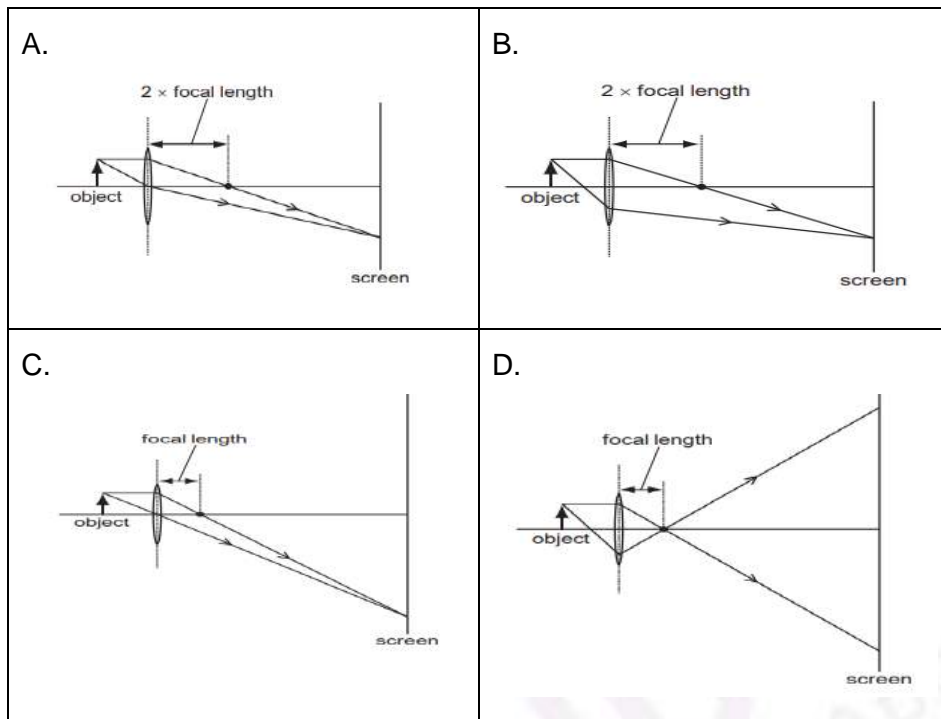 A.
2 × focal length
object
screen
B.
2 × focal length
object
screen
C.
focal length
object
screen
D.
focal length
object
screen